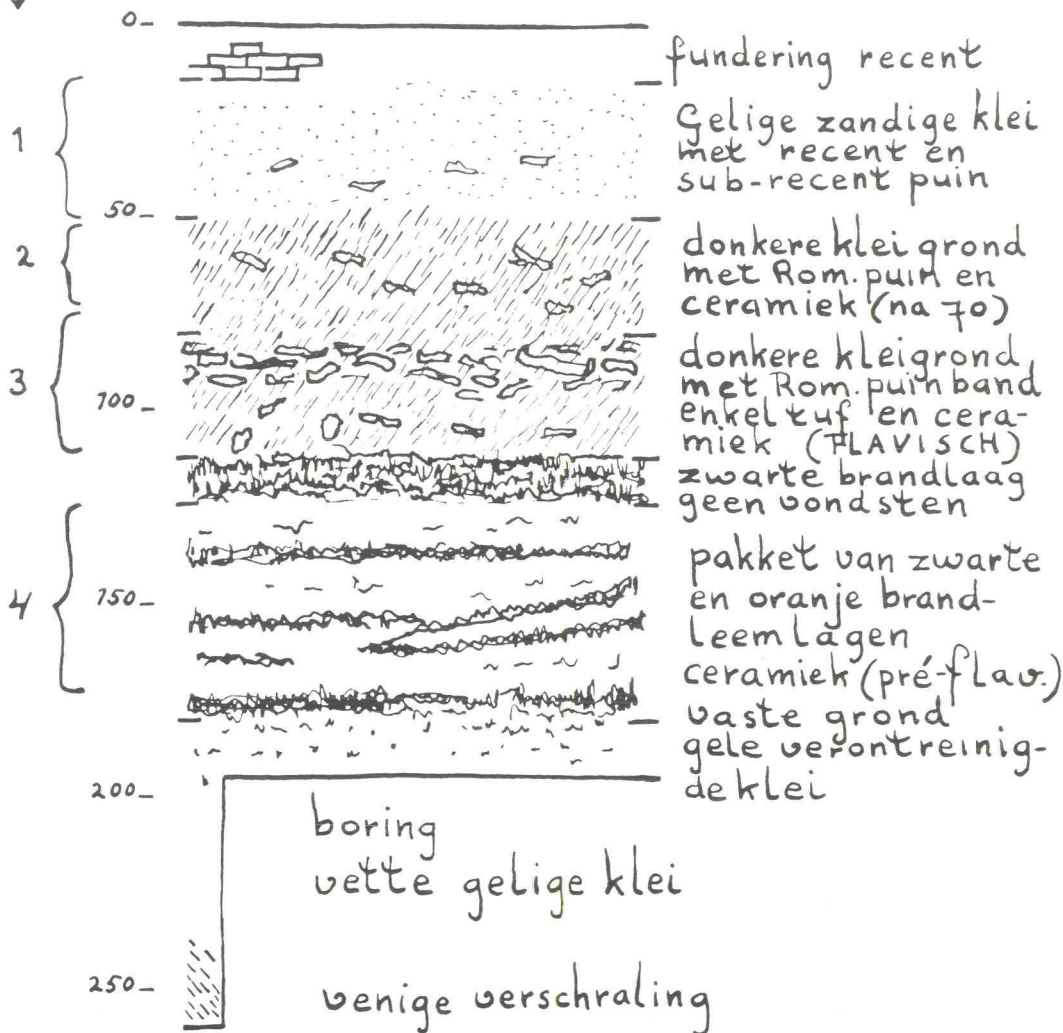 0
fundering recent
1
Gelige zandige klei
met recent en
sub-recent puin
50
2
donkere klei grond
met Rom. puin en
ceramiek (na 70)
3
donkere kleigrond
met Rom. puinband
100
enkel tuf en cera-
miek (FLAVISCH)
zwarte brandlaag
geen vondsten
4
pakket van zwarte
150
en oranje brand-
leemlagen
ceramiek (pré-flav.)
vaste grond
gele verontreinig-
de klei
200
boring
vette gelige klei
250
venige verschraling